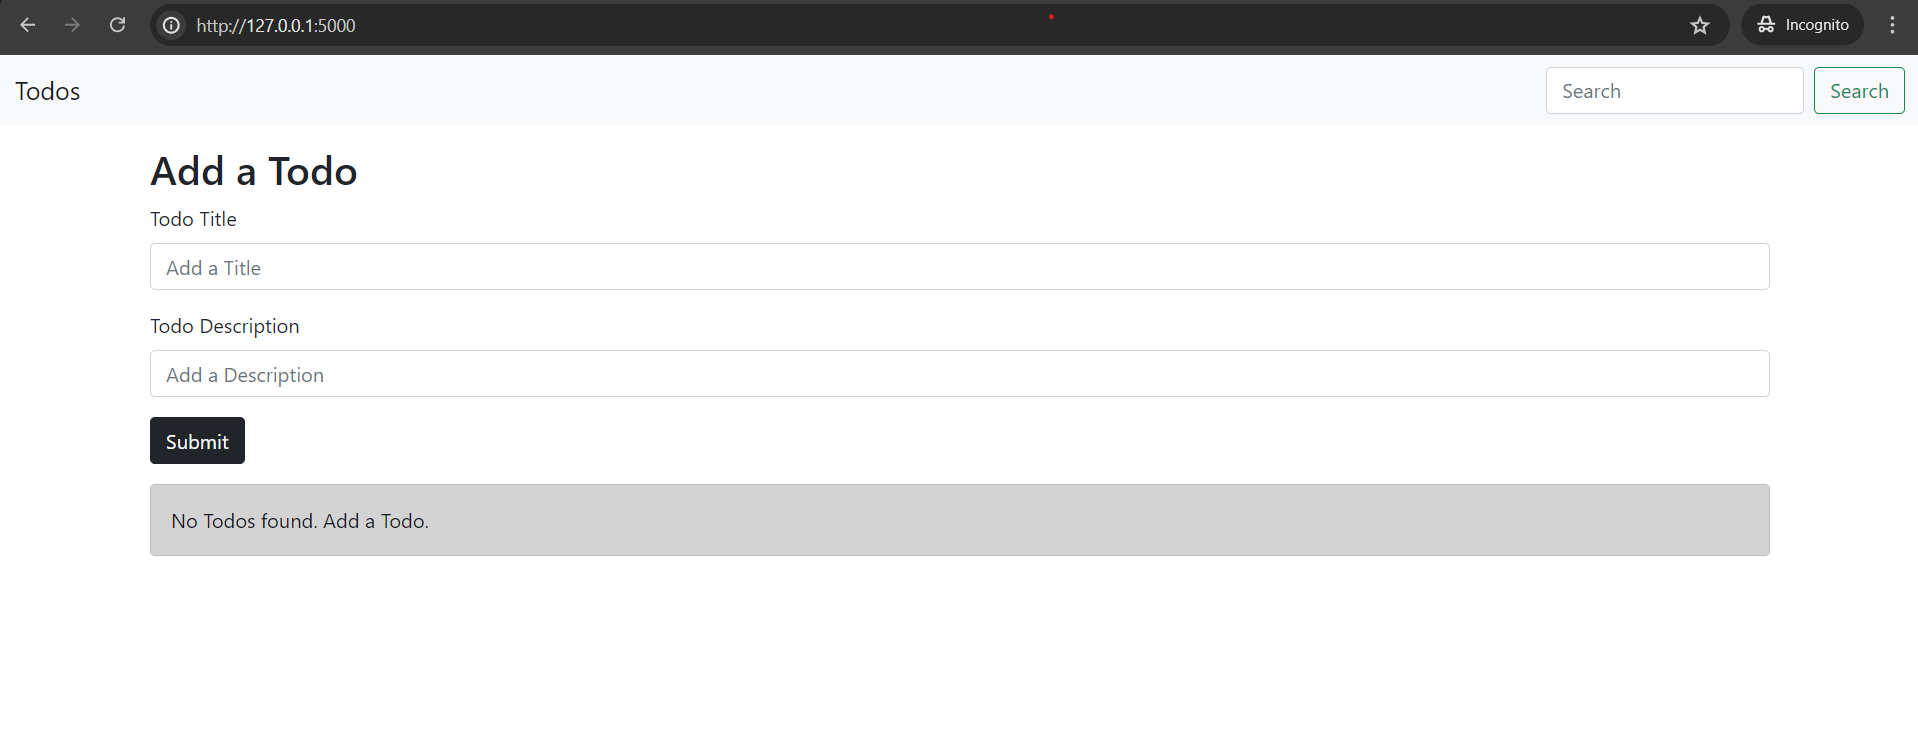 http://127.0.0.1:5000
Incognito
Todos
Search
Search
Add a Todo
Todo Title
Add a Title
Todo Description
Add a Description
Submit
No Todos found. Add a Todo.